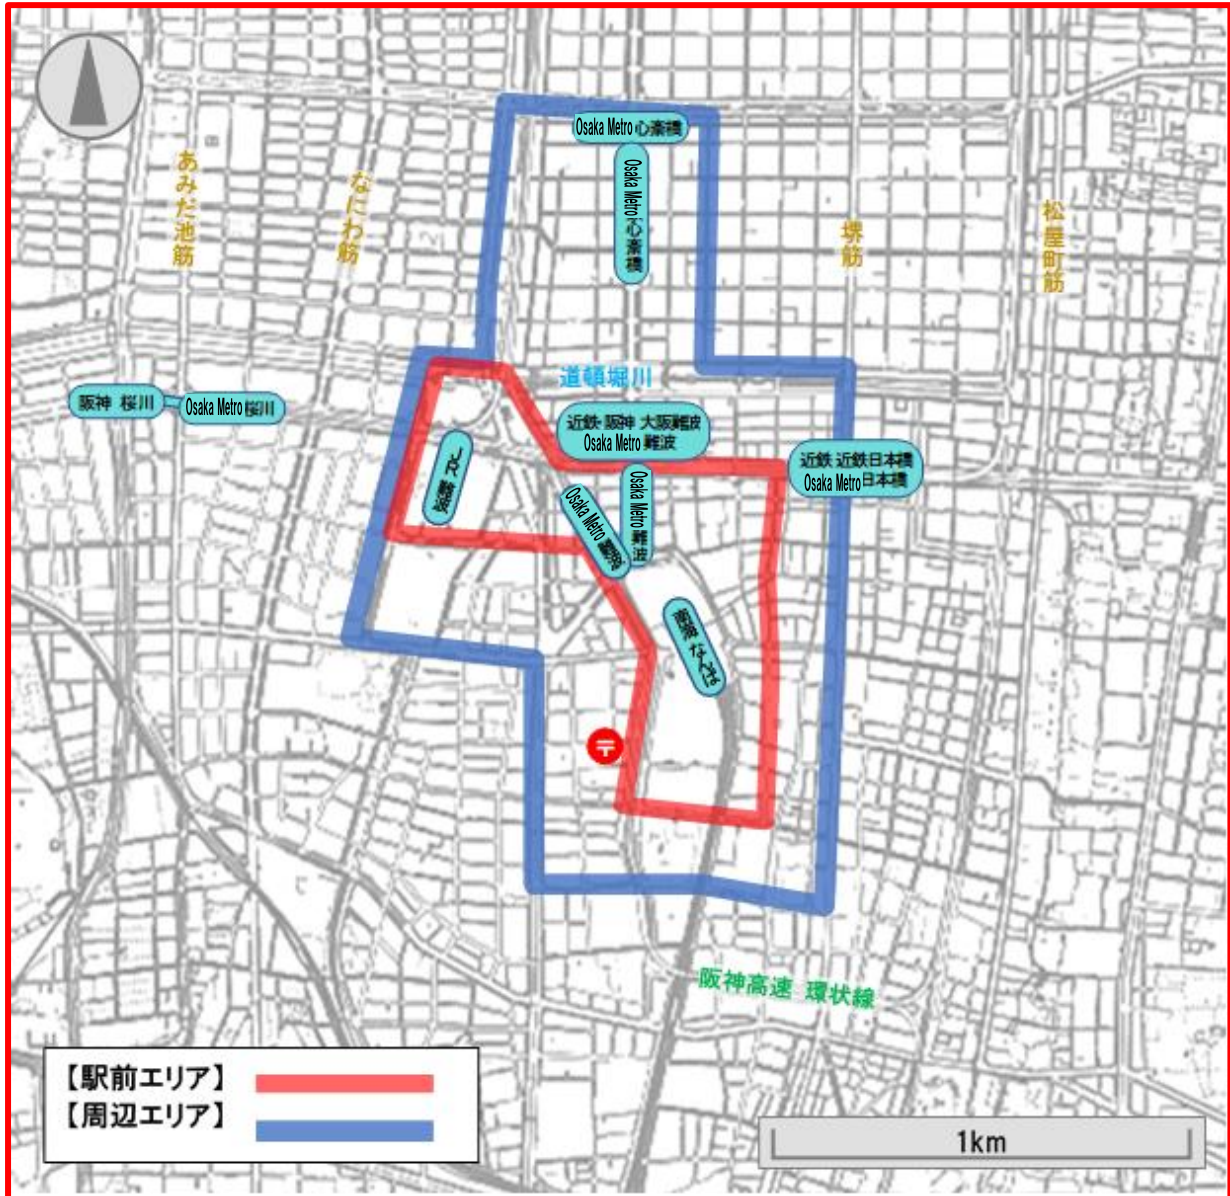 Osaka Metro 心斎橋
Osaka Metro 心斎橋
あみだ池筋
なにわ筋
堺筋
松屋町筋
道頓堀川
阪神 桜川
Osaka Metro 桜川
近鉄・阪神 大阪難波
Osaka Metro 難波
近鉄 近鉄日本橋
Osaka Metro 日本橋
JR 難波
Osaka Metro 難波
Osaka Metro 難波
南海 なんば
〒
阪神高速 環状線
【駅前エリア】
【周辺エリア】
1km